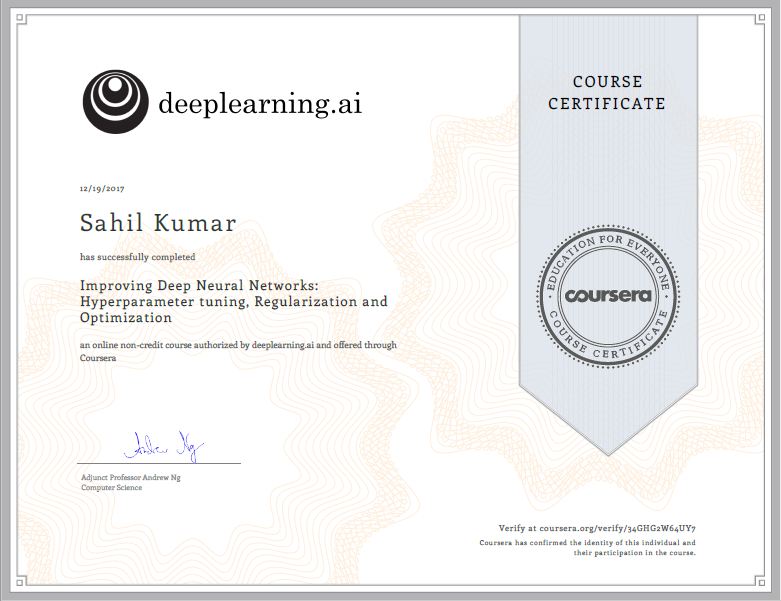 deeplearning.ai
COURSE
CERTIFICATE
12/19/2017
Sahil Kumar
has successfully completed
Improving Deep Neural Networks:
Hyperparameter tuning, Regularization and
Optimization
an online non-credit course authorized by deeplearning.ai and offered through
Coursera
EDUCATION FOR EVERYONE
coursera
COURSE CERTIFICATE
Andrew Ng
Adjunct Professor Andrew Ng
Computer Science
Verify at coursera.org/verify/34GHG2W64UY7
Coursera has confirmed the identity of this individual and
their participation in the course.